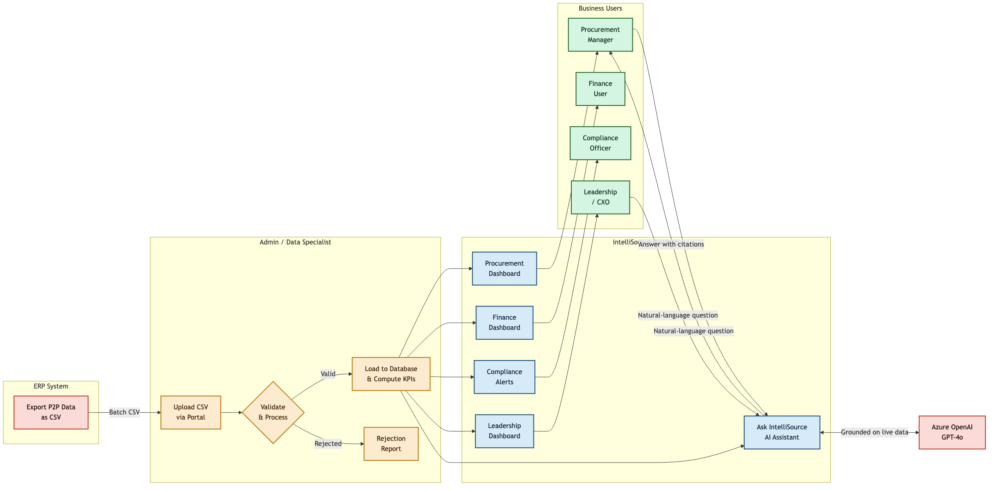 Business Users
Procurement
Manager
Finance
User
Compliance
Officer
Leadership
/ CXO
Admin / Data Specialist
IntelliSource Platform
Answer with citations
Procurement
Dashboard
Natural-language question
Finance
Dashboard
Natural-language question
Valid
Load to Database
& Compute KPIs
Compliance
Alerts
ERP System
Export P2P Data
as CSV
Batch CSV
Upload CSV
via Portal
Validate
& Process
Rejected
Rejection
Report
Leadership
Dashboard
Ask IntelliSource
AI Assistant
Grounded on live data
Azure OpenAI
GPT-4o